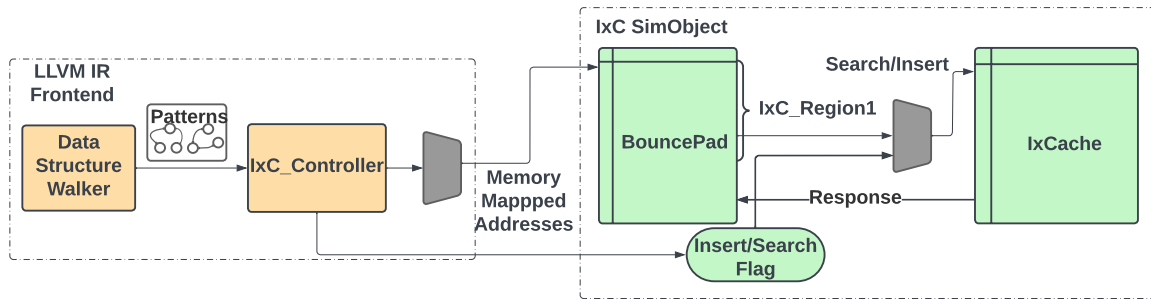 LLVM IR
Frontend
Patterns
Data
Structure
Walker
IxC_Controller
Memory
Mappped
Addresses
IxC SimObject
BouncePad
IxC_Region1
Search/Insert
IxCache
Response
Insert/Search
Flag